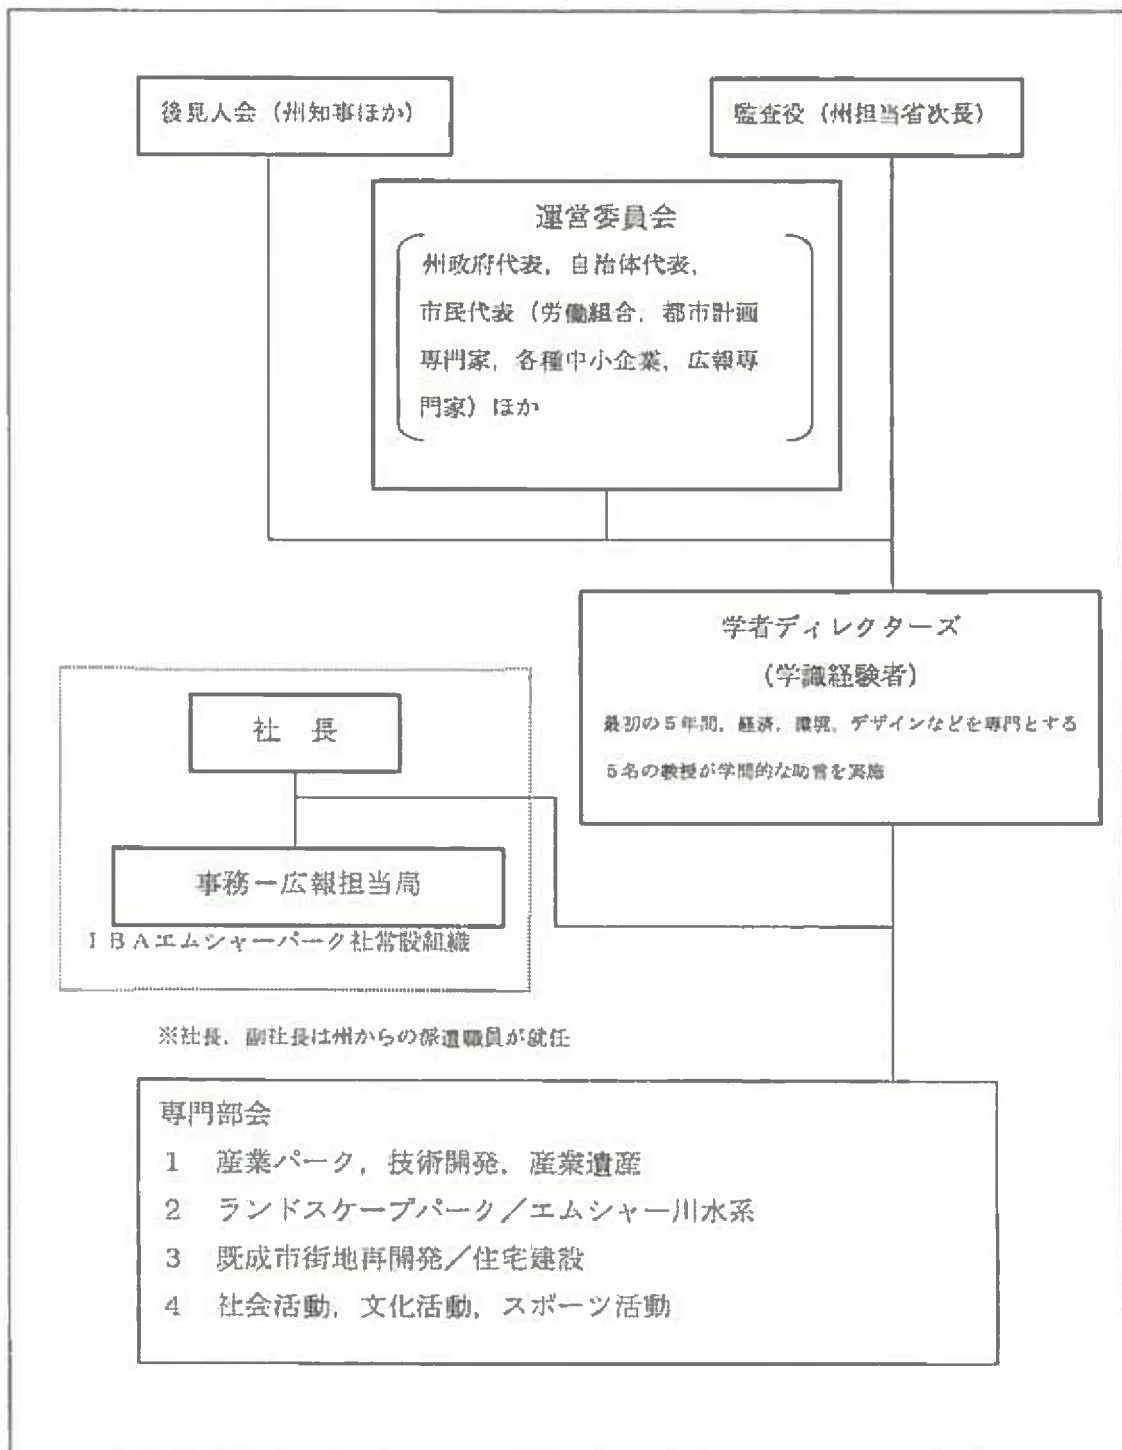 後見人会（州知事ほか）
監査役（州担当省次長）
運営委員会
州政府代表，自治体代表，
市民代表（労働組合，都市計画
専門家，各種中小企業，広報専
門家）ほか
学者ディレクターズ
（学識経験者）
最初の５年間，経済，環境，デザインなどを専門とする
５名の教授が学問的な助言を実施
社　長
事務－広報担当局
ＩＢＡエムシャーパーク社常設組織
※社長，副社長は州からの派遣職員が就任
専門部会
１　産業パーク，技術開発，産業遺産
２　ランドスケープパーク／エムシャー川水系
３　既成市街地再開発／住宅建設
４　社会活動，文化活動，スポーツ活動